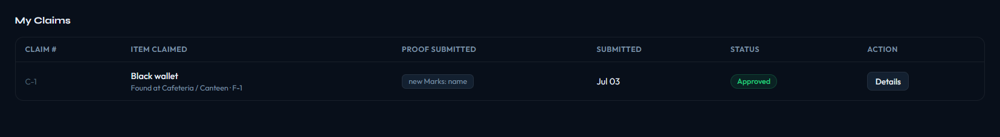 My Claims
CLAIM # ITEM CLAIMED PROOF SUBMITTED SUBMITTED STATUS ACTION
C-1 Black wallet new Marks: name Jul 03 Approved Details
Found at Cafeteria / Canteen · F-1